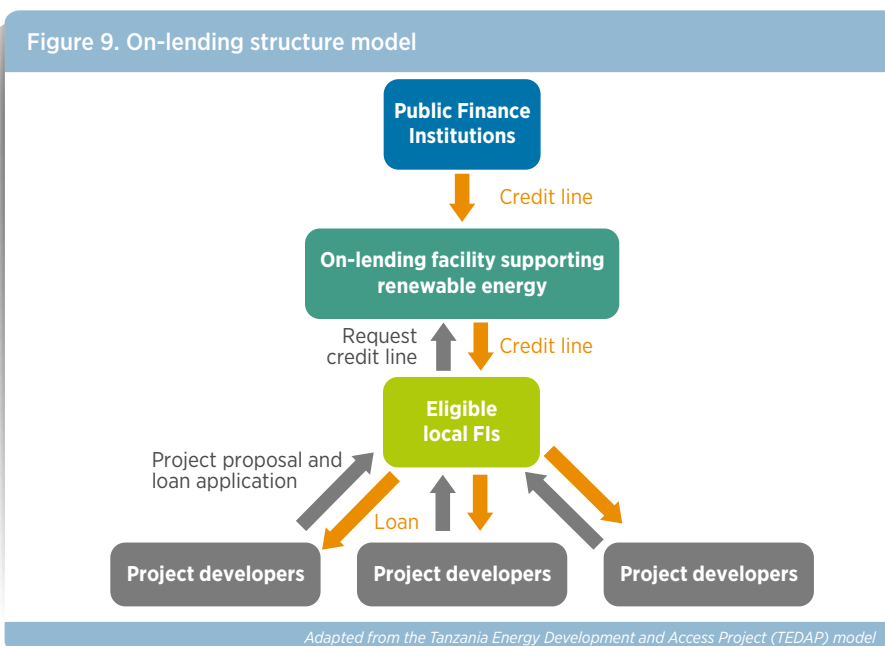 Figure 9. On-lending structure model
Public Finance
Institutions
Credit line
On-lending facility supporting
renewable energy
Request
credit line
Credit line
Eligible
local FIs
Project proposal and
loan application
Loan
Project developers
Project developers
Project developers
Adapted from the Tanzania Energy Development and Access Project (TEDAP) model